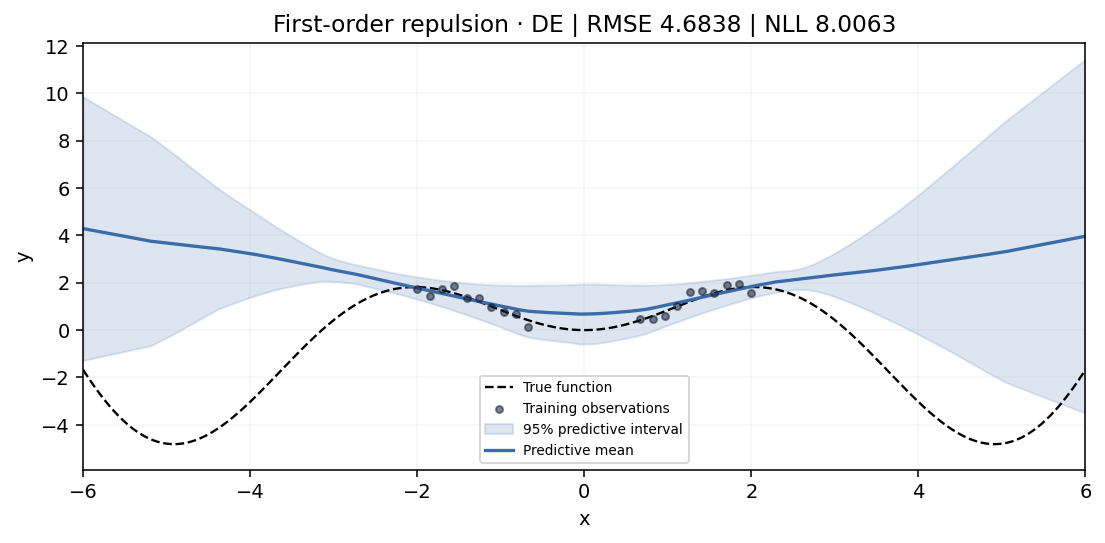 First-order repulsion · DE | RMSE 4.6838 | NLL 8.0063
12
10
8
6
4
2
0
−2
−4
y
−6
−4
−2
0
2
4
6
x
True function
Training observations
95% predictive interval
Predictive mean